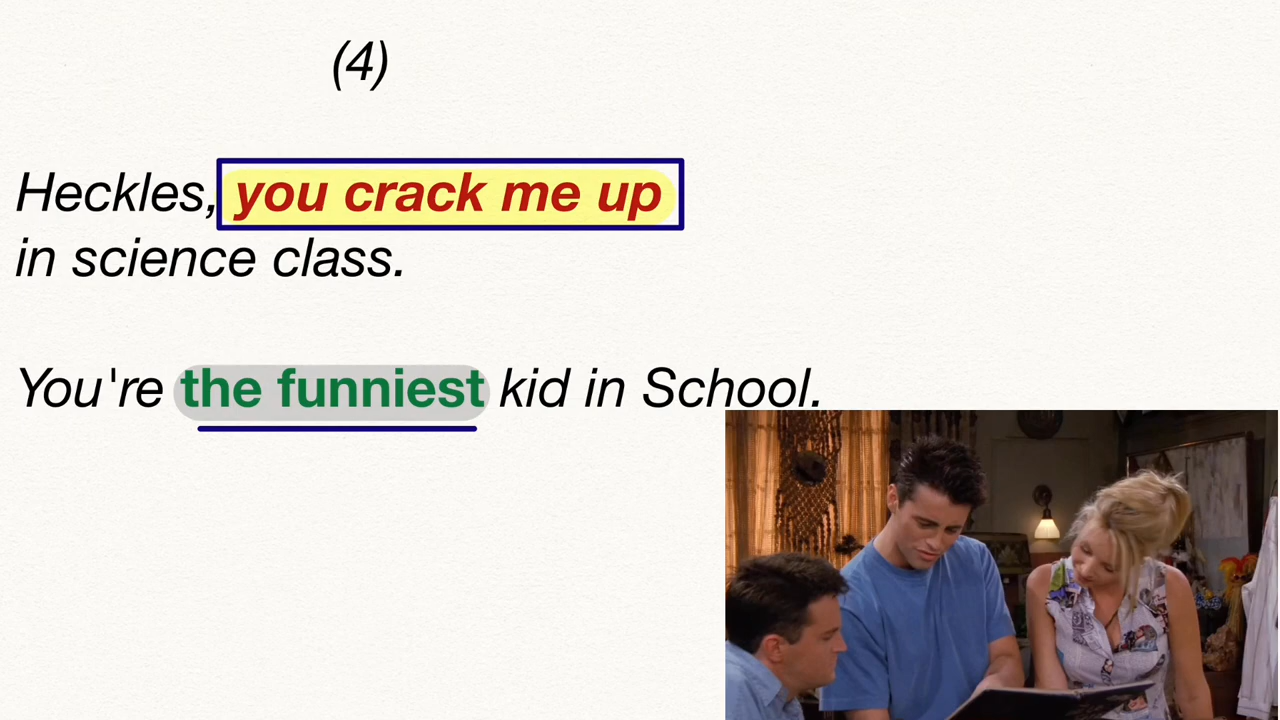 (4)
Heckles, you crack me up
in science class.
You're the funniest kid in School.